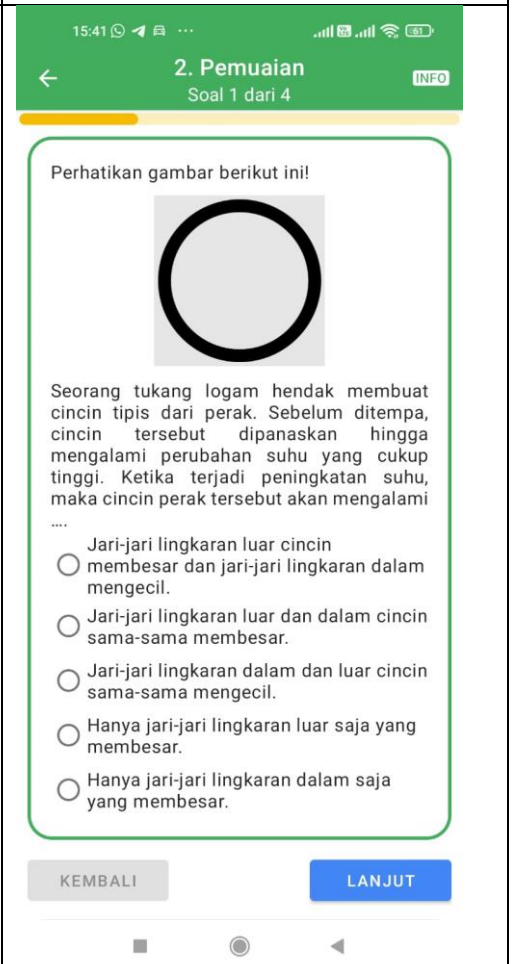 15:41 ... 61
2. Pemuaian
INFO
Soal 1 dari 4
Perhatikan gambar berikut ini!
Seorang tukang logam hendak membuat
cincin tipis dari perak. Sebelum ditempa,
cincin tersebut dipanaskan hingga
mengalami perubahan suhu yang cukup
tinggi. Ketika terjadi peningkatan suhu,
maka cincin perak tersebut akan mengalami
....
Jari-jari lingkaran luar cincin
membesar dan jari-jari lingkaran dalam
mengecil.
Jari-jari lingkaran luar dan dalam cincin
sama-sama membesar.
Jari-jari lingkaran dalam dan luar cincin
sama-sama mengecil.
Hanya jari-jari lingkaran luar saja yang
membesar.
Hanya jari-jari lingkaran dalam saja
yang membesar.
KEMBALI
LANJUT